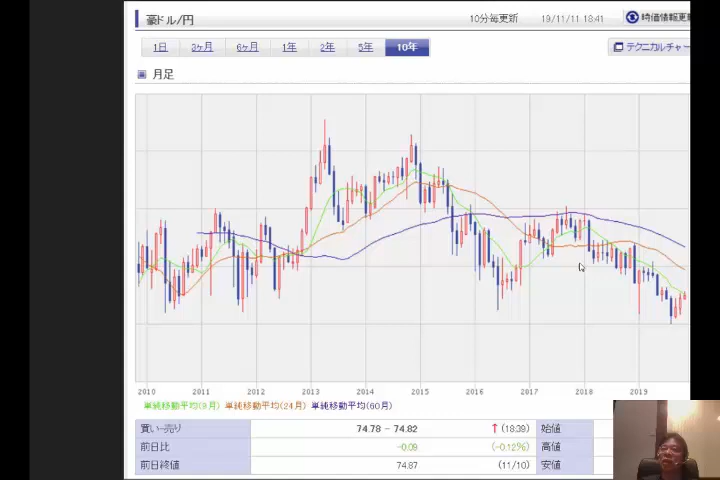 豪ドル/円
10分毎更新 19/11/11 18:41 時価情報更新
1日 3ヶ月 6ヶ月 1年 2年 5年 10年
テクニカルチャー
月足
2010 2011 2012 2013 2014 2015 2016 2017 2018 2019
単純移動平均(9月) 単純移動平均(24月) 単純移動平均(60月)
買い-売り 74.78 - 74.82 ↑(18:39) 始値
前日比 -0.09 (-0.12%) 高値
前日終値 74.87 (11/10) 安値